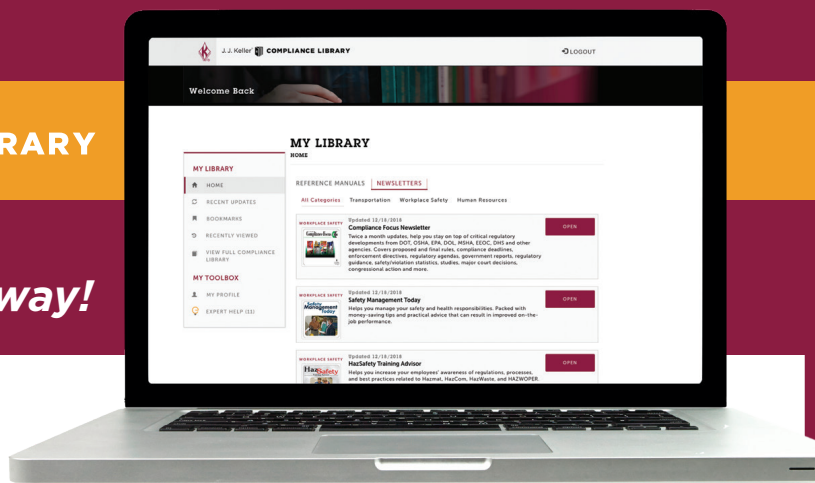 J. J. Keller® COMPLIANCE LIBRARY
LOGOUT
Welcome Back
RARY
way!
MY LIBRARY
HOME
RECENT UPDATES
BOOKMARKS
RECENTLY VIEWED
VIEW FULL COMPLIANCE
LIBRARY
MY TOOLBOX
MY PROFILE
EXPERT HELP (11)
MY LIBRARY
HOME
REFERENCE MANUALS NEWSLETTERS
All Categories Transportation Workplace Safety Human Resources
WORKPLACE SAFETY
Updated 12/18/2018
Compliance Focus Newsletter
Twice a month updates, help you stay on top of critical regulatory
developments from DOT, OSHA, EPA, DOL, MSHA, EEOC, DHS and other
agencies. Covers proposed and final rules, compliance deadlines,
enforcement directives, regulatory agendas, government reports, regulatory
guidance, safety/violation statistics, studies, major court decisions,
congressional action and more.
OPEN
WORKPLACE SAFETY
Safety
Management
Today
Updated 12/18/2018
Safety Management Today
Helps you manage your safety and health responsibilities. Packed with
money-saving tips and practical advice that can result in improved on-the-
job performance.
OPEN
WORKPLACE SAFETY
HazSafety
Updated 12/18/2018
HazSafety Training Advisor
Helps you increase your employees' awareness of regulations, processes,
and best practices related to Hazmat, HazCom, HazWaste, and HAZWOPER.
OPEN